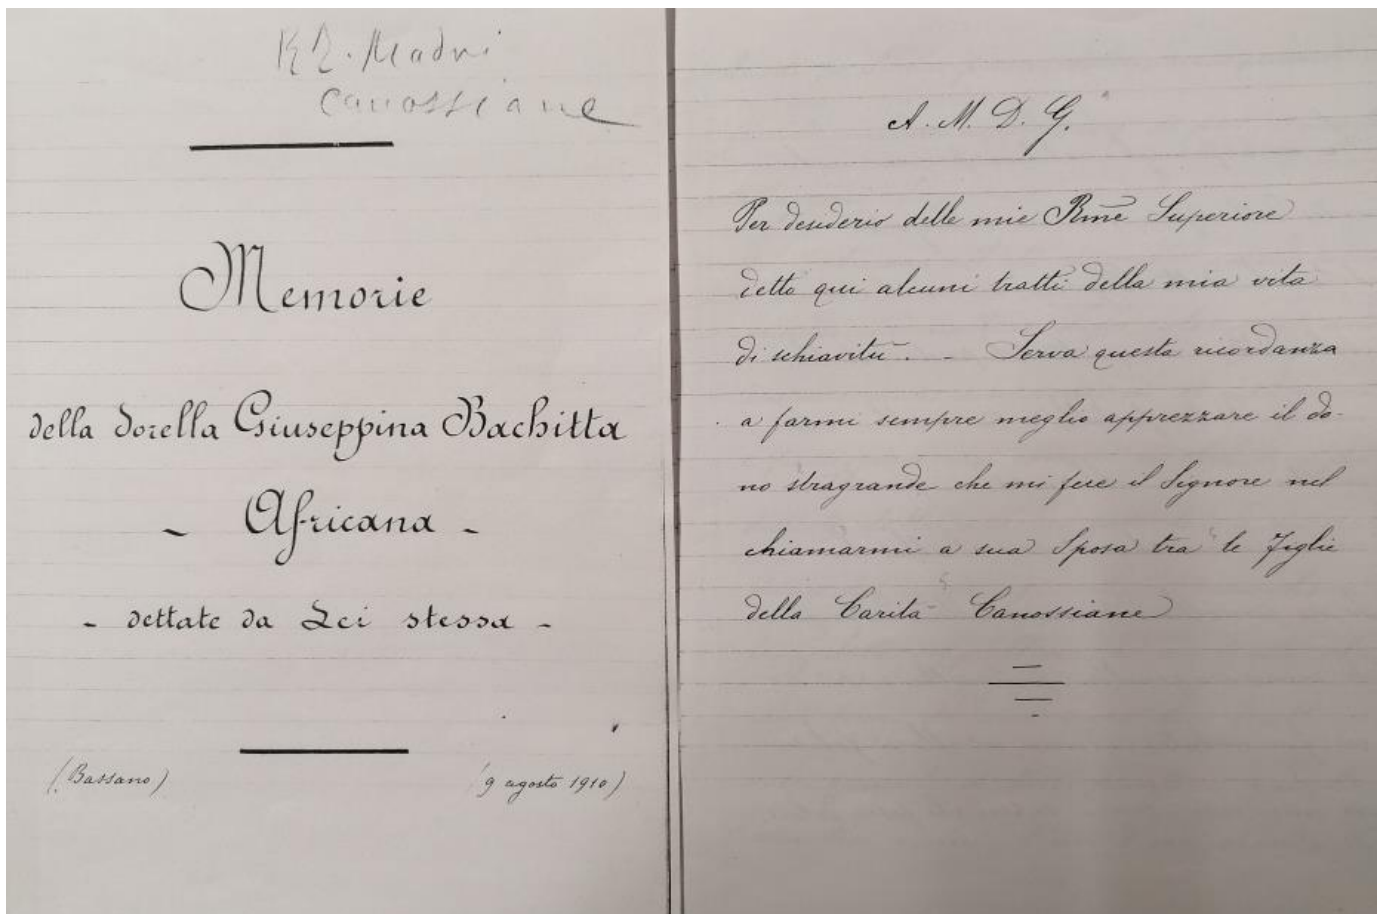 RR. Madri
Canossiane
Memorie
della Sorella Giuseppina Bachitta
- Africana -
- dettate da Lei stessa -
(Bassano)
(9 agosto 1910)
A. M. D. G.
Per desiderio delle mie Rme Superiore
detto qui alcuni tratti della mia vita
di schiavitù. - Serva questa ricordanza
a farmi sempre meglio apprezzare il do-
no stragrande che mi fece il Signore nel
chiamarmi a sua Sposa tra le Figlie
della Carità Canossiane